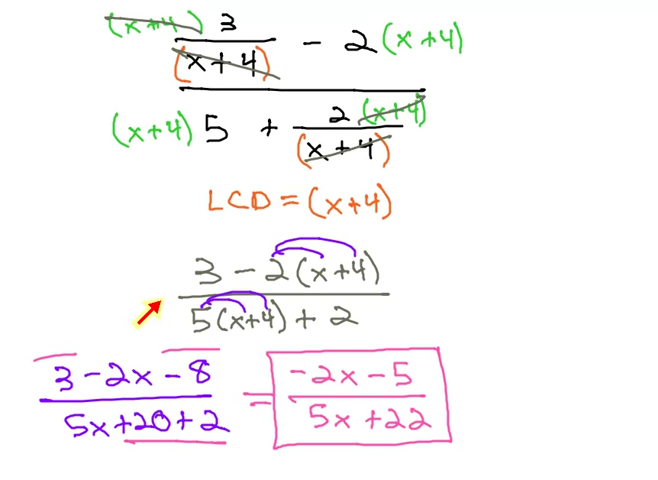 (x+4) 3
(x+4) - 2 (x+4)
(x+4) 5 + 2 (x+4)
(x+4)
LCD = (x+4)
3 - 2(x+4)
5(x+4) + 2
3 - 2x - 8 = -2x - 5
5x + 20 + 2 5x + 22